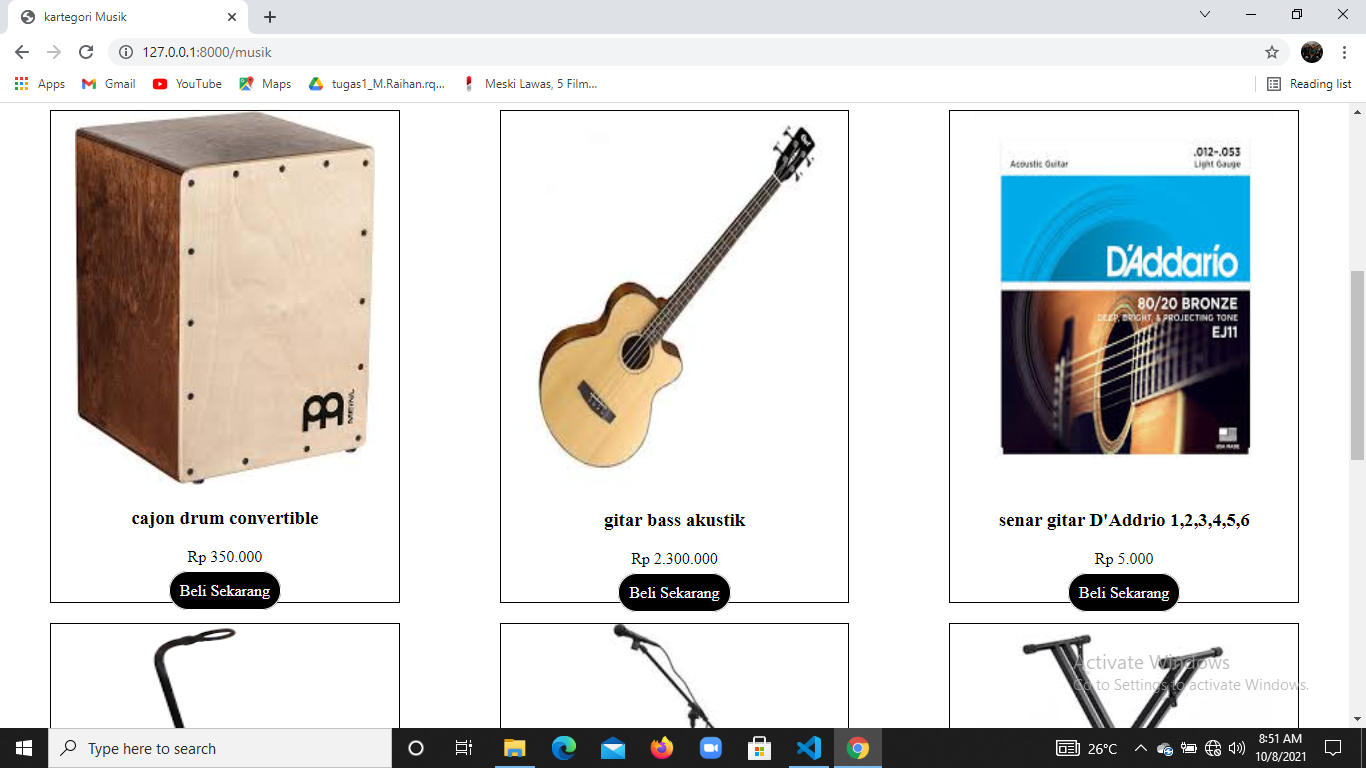 kartegori Musik
127.0.0.1:8000/musik
Apps
Gmail
YouTube
Maps
tugas1_M.Raihan.rq...
Meski Lawas, 5 Film...
Reading list
MEINL
.012-.053
Acoustic Guitar
Light Gauge
D'Addario
80/20 BRONZE
DEEP, BRIGHT, & PROJECTING TONE
EJ11
USA MADE
cajon drum convertible
Rp 350.000
Beli Sekarang
gitar bass akustik
Rp 2.300.000
Beli Sekarang
senar gitar D'Addrio 1,2,3,4,5,6
Rp 5.000
Beli Sekarang
Activate Windows
Go to Settings to activate Windows.
Type here to search
26°C
8:51 AM
10/8/2021